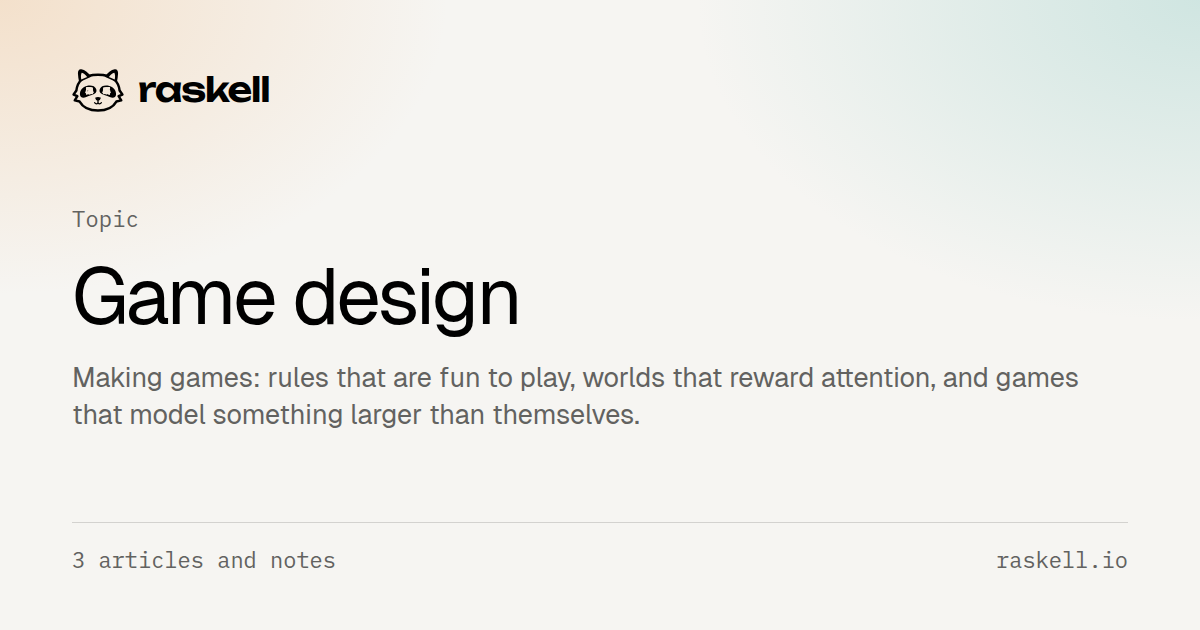 raskell
Topic
Game design
Making games: rules that are fun to play, worlds that reward attention, and games
that model something larger than themselves.
3 articles and notes
raskell.io